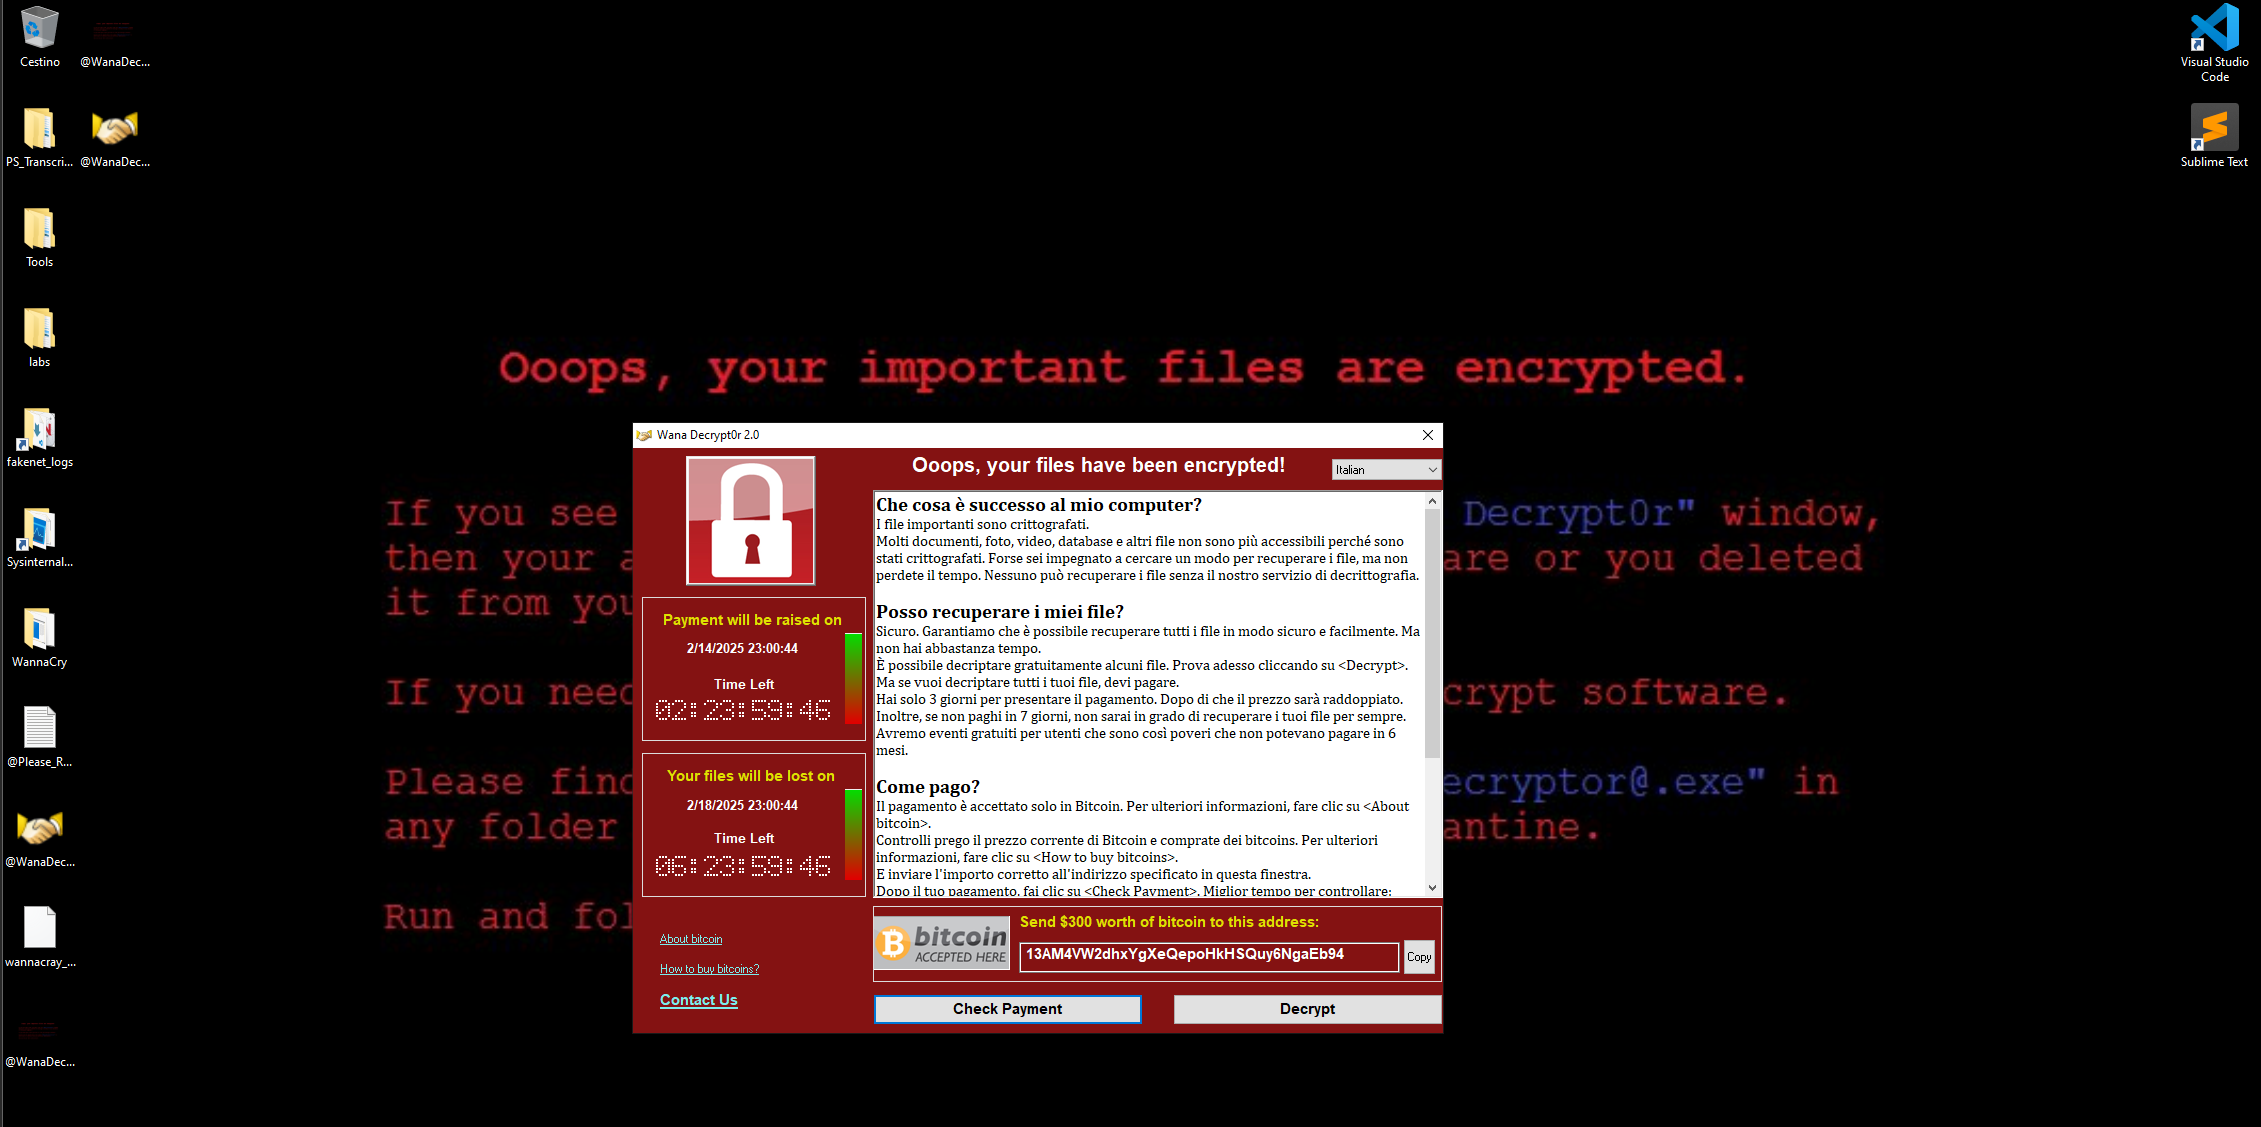 Cestino
@WanaDec...
PS_Transcri...
@WanaDec...
Tools
labs
fakenet_logs
Sysinternal...
WannaCry
@Please_R...
@WanaDec...
wannacray_...
@WanaDec...
Visual Studio
Code
Sublime Text
Ooops, your important files are encrypted.
If you see Decrypt0r" window,
then your a are or you deleted
it from you
If you need crypt software.
Please find ecryptor@.exe" in
any folder antine.
Run and fol
Wana Decrypt0r 2.0
Ooops, your files have been encrypted!
Italian
Payment will be raised on
2/14/2025 23:00:44
Time Left
02:23:59:46
Your files will be lost on
2/18/2025 23:00:44
Time Left
06:23:59:46
About bitcoin
How to buy bitcoins?
Contact Us
Che cosa è successo al mio computer?
I file importanti sono crittografati.
Molti documenti, foto, video, database e altri file non sono più accessibili perché sono
stati crittografati. Forse sei impegnato a cercare un modo per recuperare i file, ma non
perdete il tempo. Nessuno può recuperare i file senza il nostro servizio di decrittografia.
Posso recuperare i miei file?
Sicuro. Garantiamo che è possibile recuperare tutti i file in modo sicuro e facilmente. Ma
non hai abbastanza tempo.
È possibile decriptare gratuitamente alcuni file. Prova adesso cliccando su <Decrypt>.
Ma se vuoi decriptare tutti i tuoi file, devi pagare.
Hai solo 3 giorni per presentare il pagamento. Dopo di che il prezzo sarà raddoppiato.
Inoltre, se non paghi in 7 giorni, non sarai in grado di recuperare i tuoi file per sempre.
Avremo eventi gratuiti per utenti che sono così poveri che non potevano pagare in 6
mesi.
Come pago?
Il pagamento è accettato solo in Bitcoin. Per ulteriori informazioni, fare clic su <About
bitcoin>.
Controlli prego il prezzo corrente di Bitcoin e comprate dei bitcoins. Per ulteriori
informazioni, fare clic su <How to buy bitcoins>.
E inviare l'importo corretto all'indirizzo specificato in questa finestra.
Dopo il tuo pagamento, fai clic su <Check Payment>. Miglior tempo per controllare:
bitcoin
ACCEPTED HERE
Send $300 worth of bitcoin to this address:
13AM4VW2dhxYgXeQepoHkHSQuy6NgaEb94
Copy
Check Payment
Decrypt